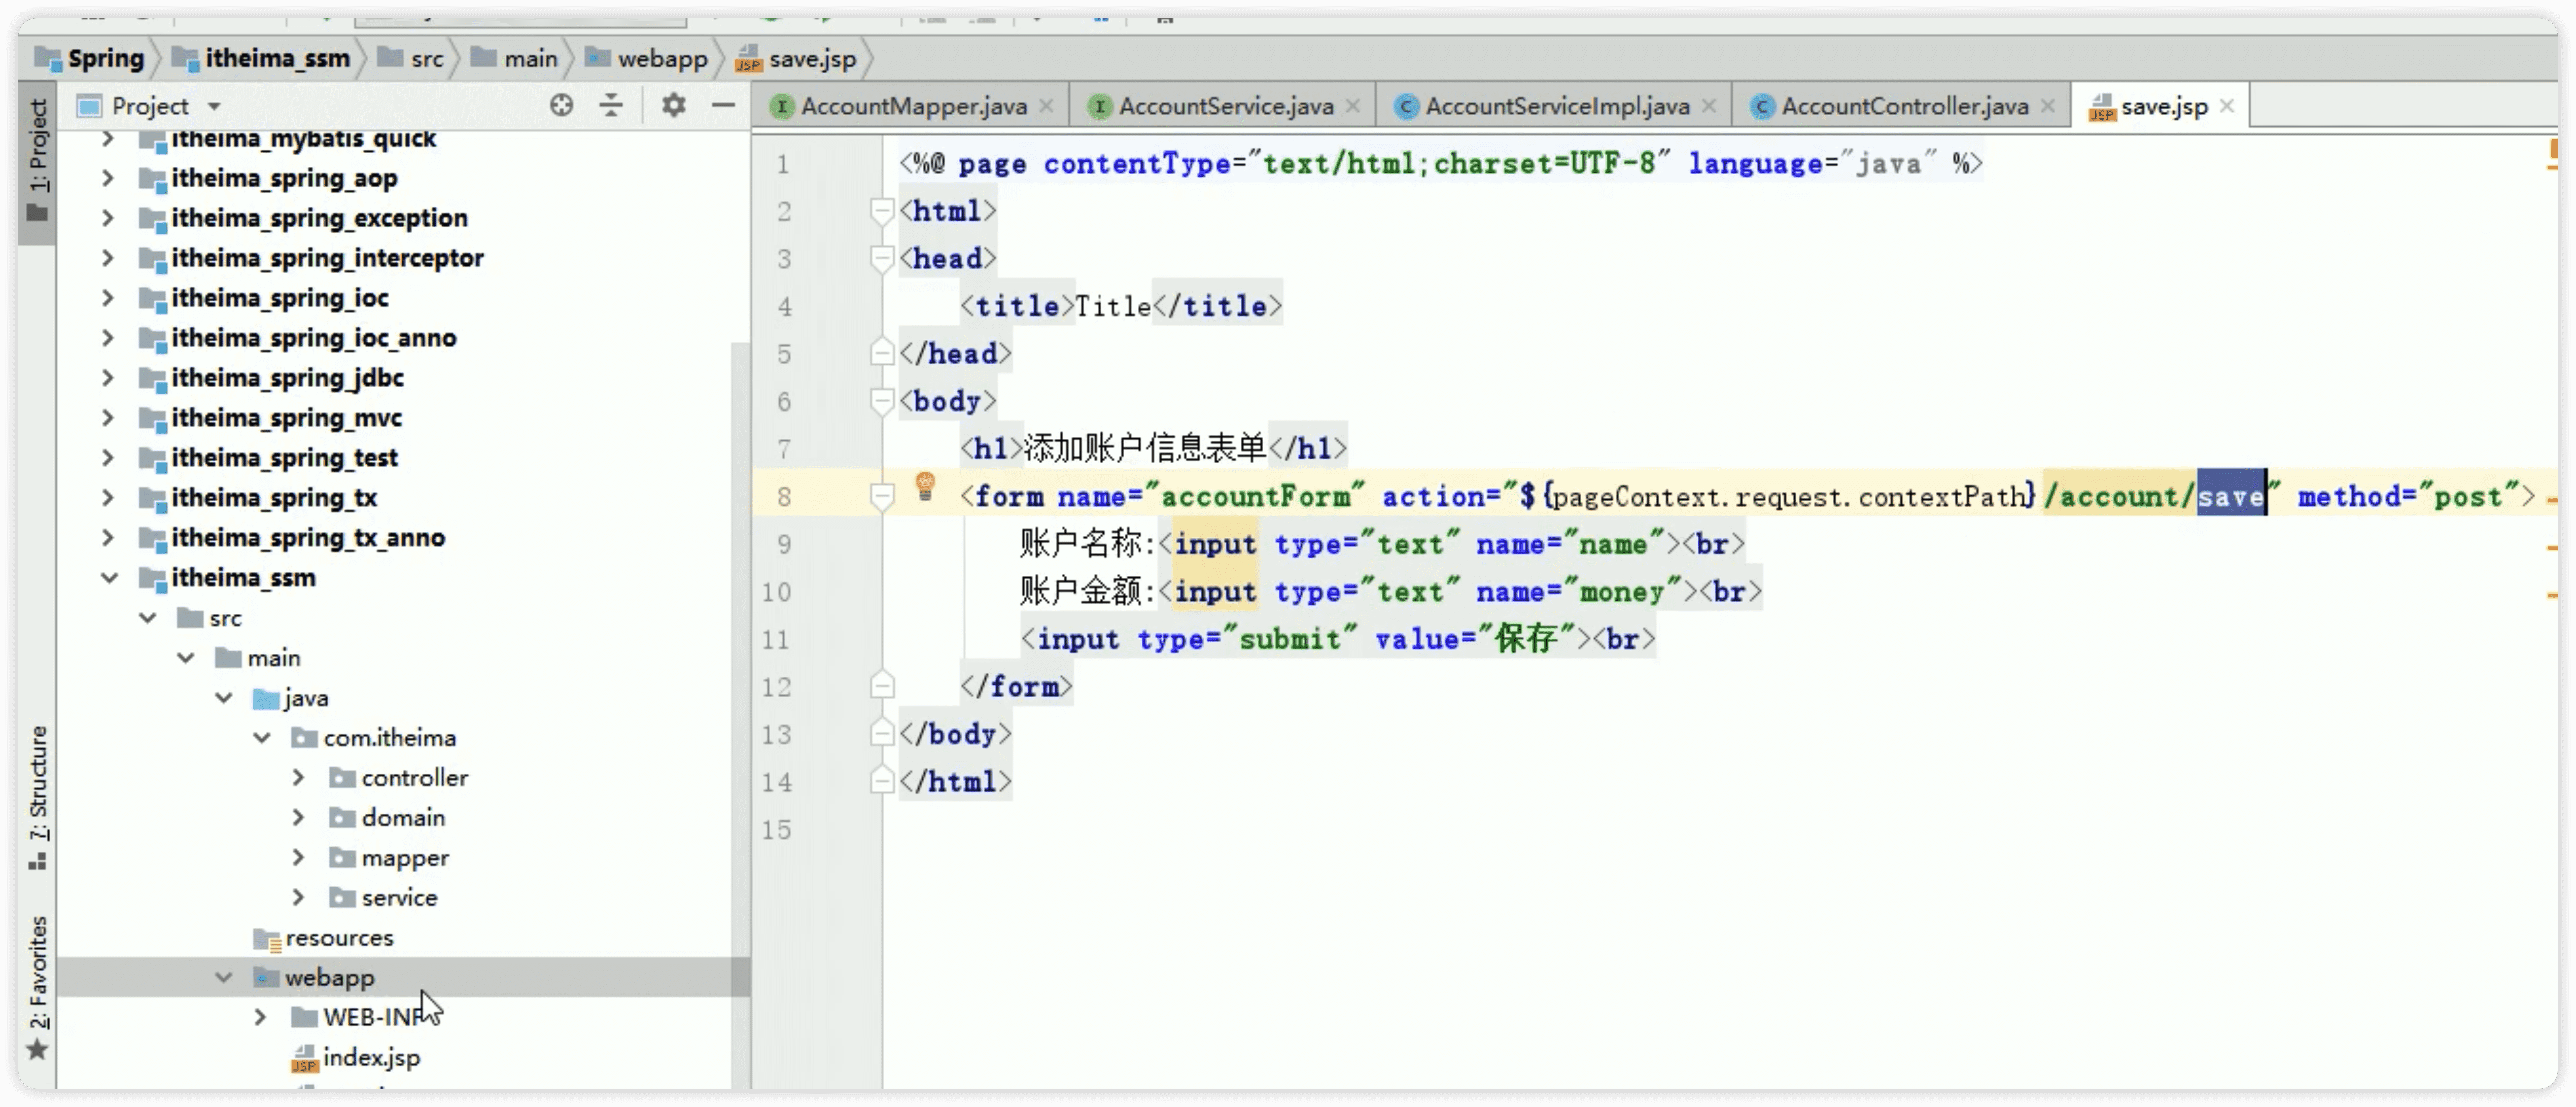 Spring itheima_ssm src main webapp save.jsp
1: Project
7: Structure
2: Favorites
Project
itheima_mybatis_quick
itheima_spring_aop
itheima_spring_exception
itheima_spring_interceptor
itheima_spring_ioc
itheima_spring_ioc_anno
itheima_spring_jdbc
itheima_spring_mvc
itheima_spring_test
itheima_spring_tx
itheima_spring_tx_anno
itheima_ssm
src
main
java
com.itheima
controller
domain
mapper
service
resources
webapp
WEB-INF
index.jsp
AccountMapper.java AccountService.java AccountServiceImpl.java AccountController.java save.jsp
1 <%@ page contentType="text/html;charset=UTF-8" language="java" %>
2 <html>
3 <head>
4 <title>Title</title>
5 </head>
6 <body>
7 <h1>添加账户信息表单</h1>
8 <form name="accountForm" action="${pageContext.request.contextPath}/account/save" method="post">
9 账户名称:<input type="text" name="name"><br>
10 账户金额:<input type="text" name="money"><br>
11 <input type="submit" value="保存"><br>
12 </form>
13 </body>
14 </html>
15